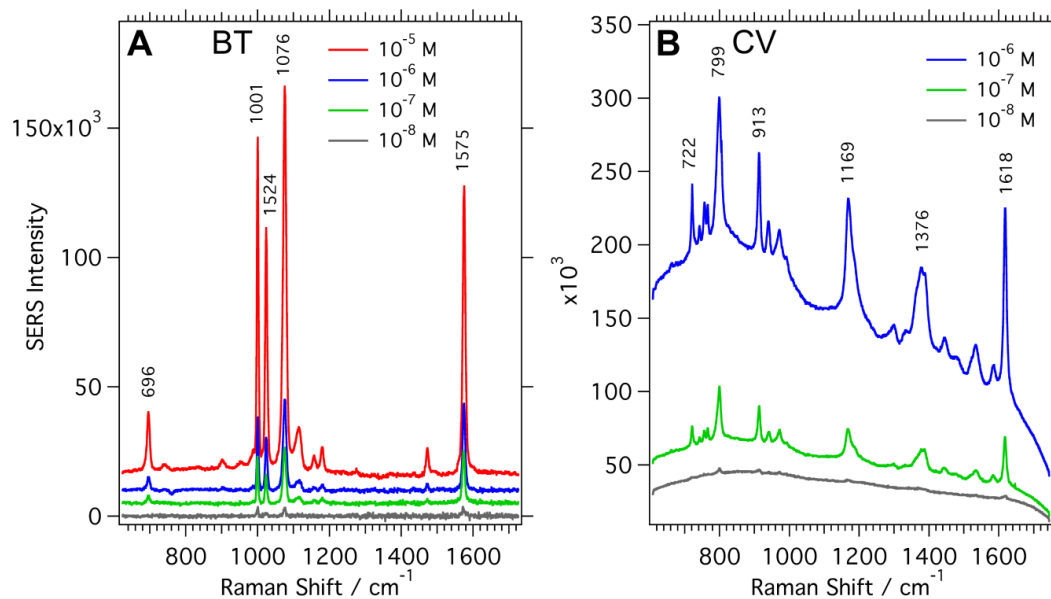 A BT
10⁻⁵ M
10⁻⁶ M
10⁻⁷ M
10⁻⁸ M
696
1001
1524
1076
1575
150x10³
100
50
0
SERS Intensity
800 1000 1200 1400 1600
Raman Shift / cm⁻¹
B CV
10⁻⁶ M
10⁻⁷ M
10⁻⁸ M
722
799
913
1169
1376
1618
350
300
250
200
150
100
50
x10³
800 1000 1200 1400 1600
Raman Shift / cm⁻¹